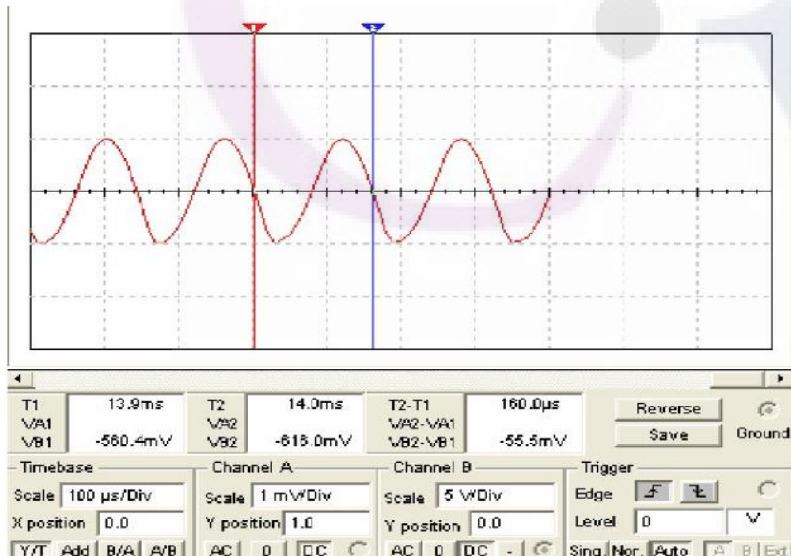 1 2
T1 13.9ms T2 14.0ms T2-T1 160.0µs Reverse
VA1 VA2 VA2-VA1
VB1 -560.4mV VB2 -616.0mV VB2-VB1 -55.5mV Save Ground
Timebase Channel A Channel B Trigger
Scale 100 µs/Div Scale 1 mV/Div Scale 5 V/Div Edge
X position 0.0 Y position 1.0 Y position 0.0 Level 0 V
Y/T Add B/A A/B AC 0 DC AC 0 DC - Sing. Nor. Auto A B Ext